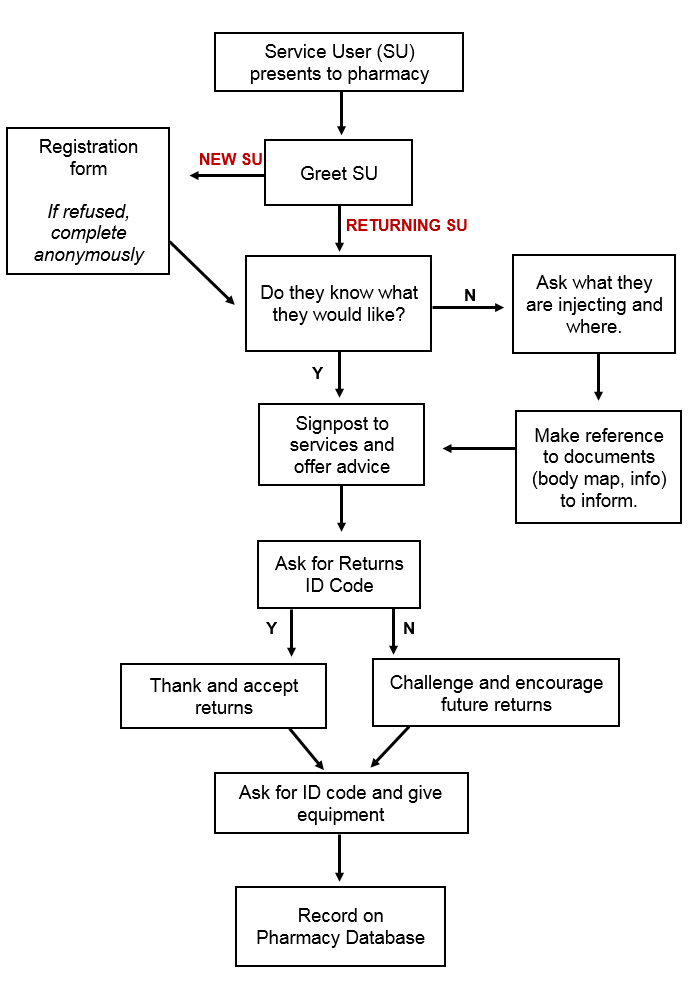 Service User (SU)
presents to pharmacy
Registration
form
If refused,
complete
anonymously
NEW SU
Greet SU
RETURNING SU
Do they know what
they would like?
N
Ask what they
are injecting and
where.
Y
Signpost to
services and
offer advice
Make reference
to documents
(body map, info)
to inform.
Ask for Returns
ID Code
Y
N
Thank and accept
returns
Challenge and encourage
future returns
Ask for ID code and give
equipment
Record on
Pharmacy Database